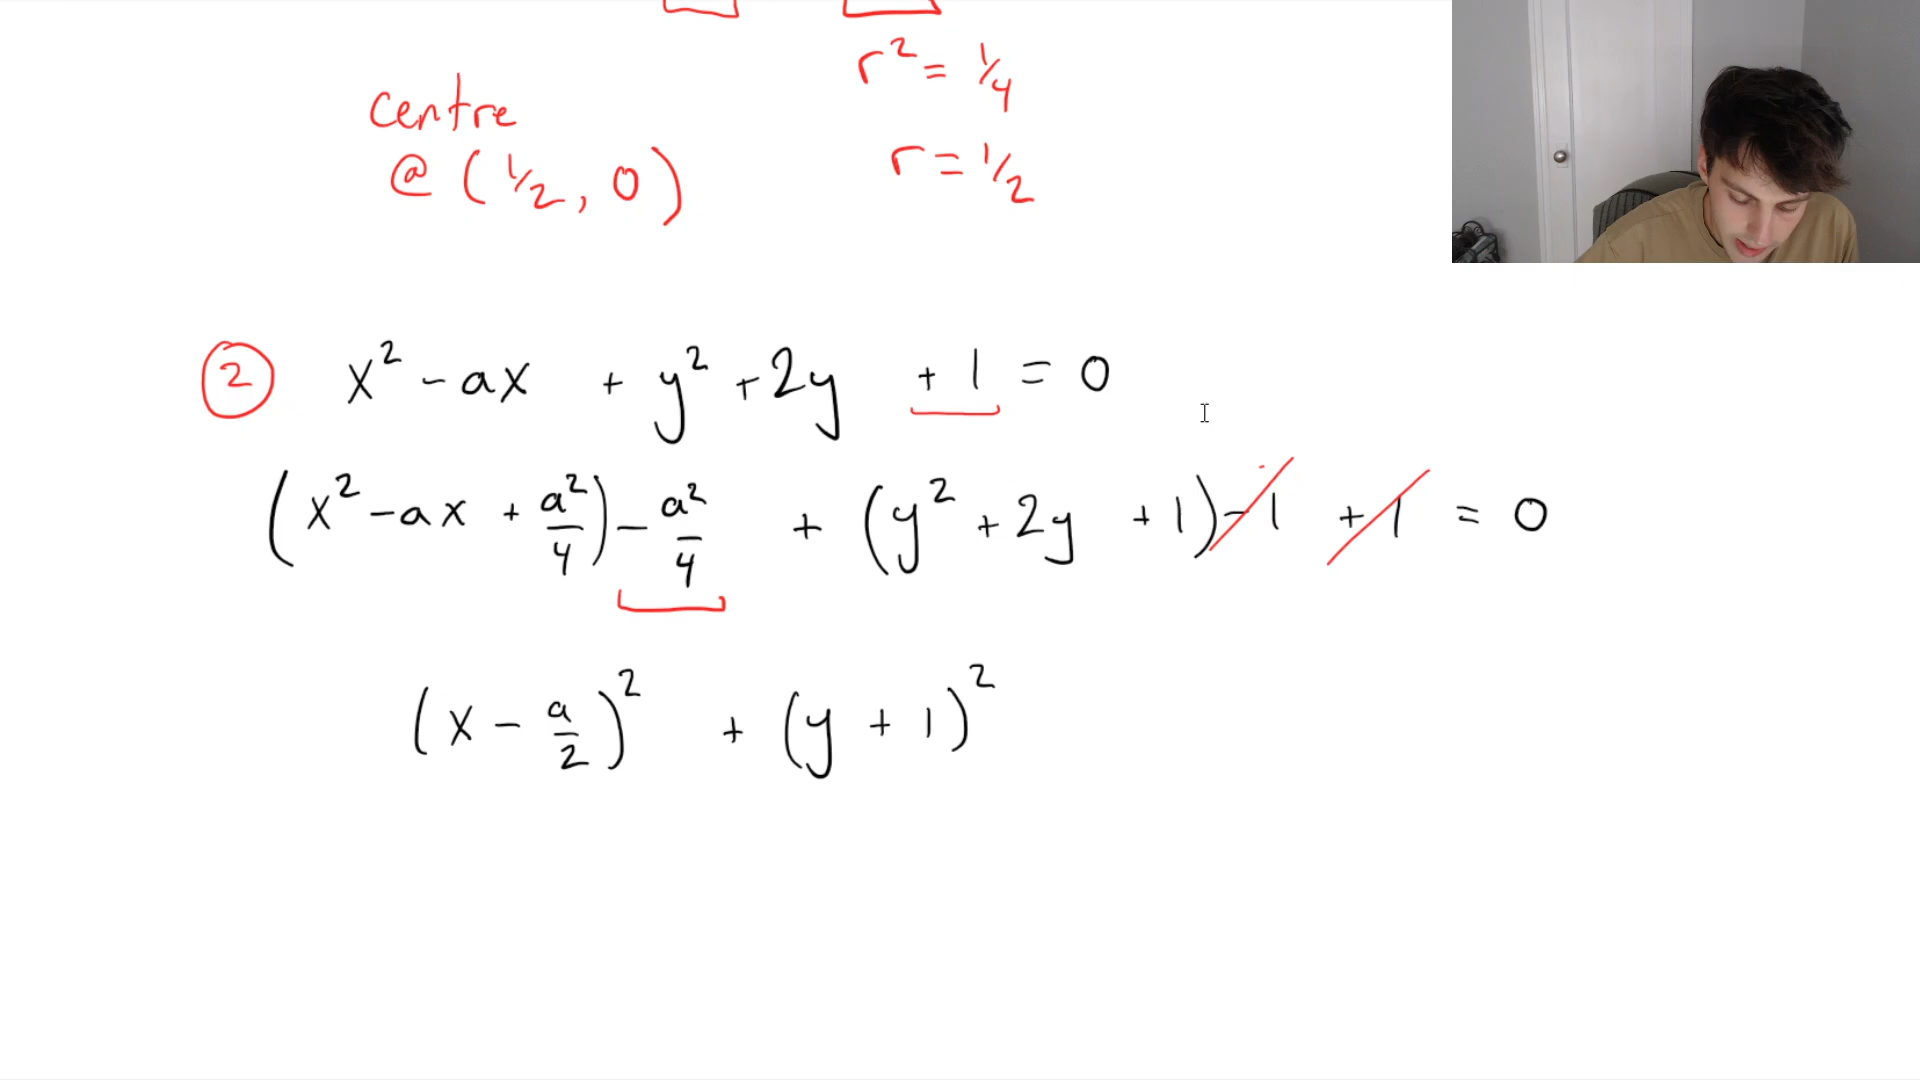 r² = 1/4
centre
@ (1/2, 0)
r = 1/2
2 x² - ax + y² + 2y + 1 = 0
(x² - ax + a²/4) - a²/4 + (y² + 2y + 1) - 1 + 1 = 0
(x - a/2)² + (y + 1)²